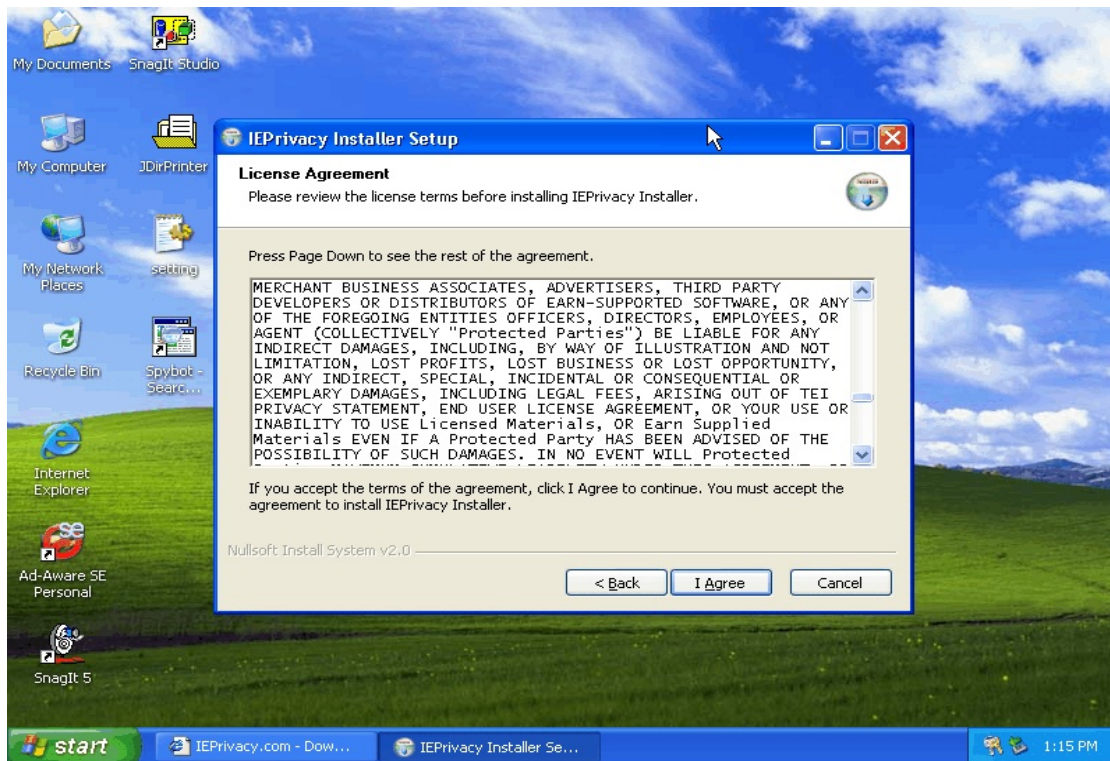 My Documents
SnagIt Studio
My Computer
JDirPrinter
IEPrivacy Installer Setup
License Agreement
Please review the license terms before installing IEPrivacy Installer.
My Network
Places
setting
Press Page Down to see the rest of the agreement.
MERCHANT BUSINESS ASSOCIATES, ADVERTISERS, THIRD PARTY
DEVELOPERS OR DISTRIBUTORS OF EARN-SUPPORTED SOFTWARE, OR ANY
OF THE FOREGOING ENTITIES OFFICERS, DIRECTORS, EMPLOYEES, OR
AGENT (COLLECTIVELY "Protected Parties") BE LIABLE FOR ANY
INDIRECT DAMAGES, INCLUDING, BY WAY OF ILLUSTRATION AND NOT
LIMITATION, LOST PROFITS, LOST BUSINESS OR LOST OPPORTUNITY,
OR ANY INDIRECT, SPECIAL, INCIDENTAL OR CONSEQUENTIAL OR
EXEMPLARY DAMAGES, INCLUDING LEGAL FEES, ARISING OUT OF TEI
PRIVACY STATEMENT, END USER LICENSE AGREEMENT, OR YOUR USE OR
INABILITY TO USE Licensed Materials, OR Earn Supplied
Materials EVEN IF A Protected Party HAS BEEN ADVISED OF THE
POSSIBILITY OF SUCH DAMAGES. IN NO EVENT WILL Protected
Recycle Bin
Spybot -
Searc...
If you accept the terms of the agreement, click I Agree to continue. You must accept the
agreement to install IEPrivacy Installer.
Internet
Explorer
Nullsoft Install System v2.0
< Back
I Agree
Cancel
Ad-Aware SE
Personal
SnagIt 5
start
IEPrivacy.com - Dow...
IEPrivacy Installer Se...
1:15 PM